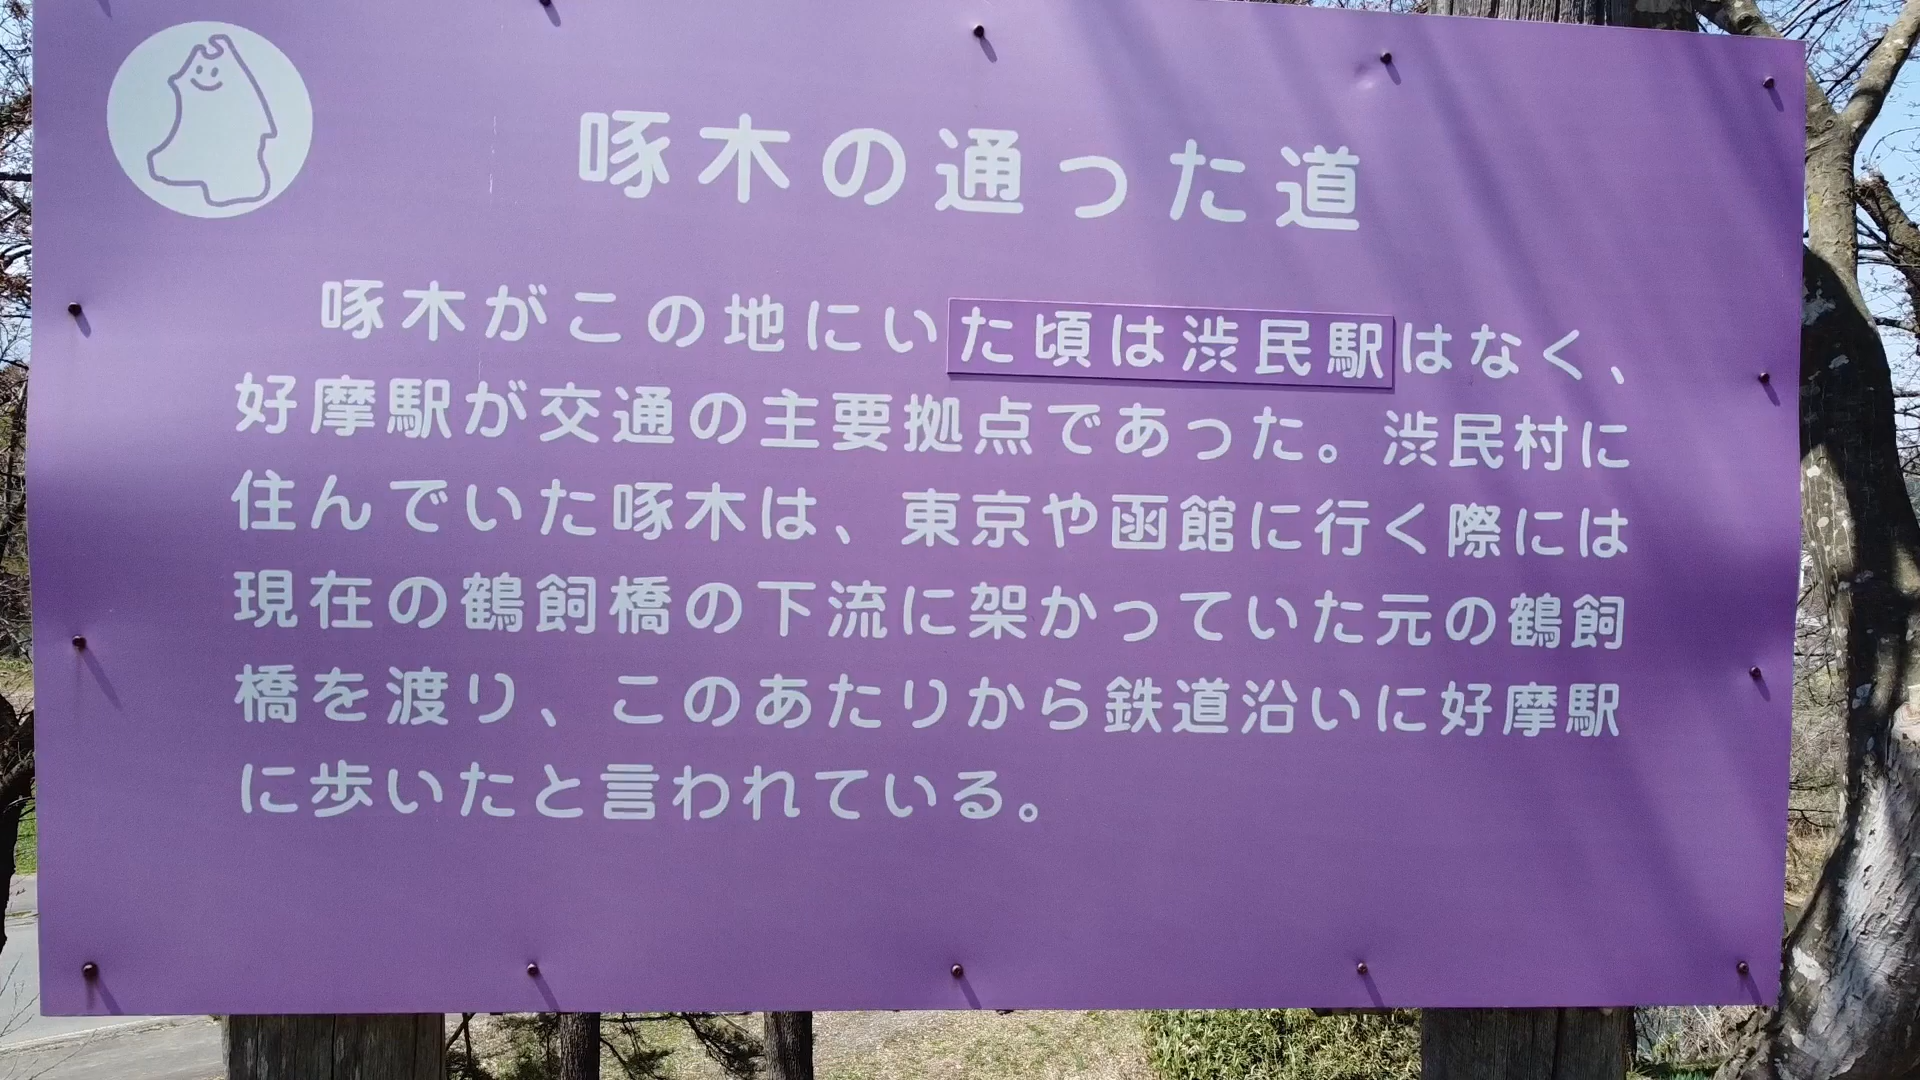 啄木の通った道
啄木がこの地にいた頃は渋民駅はなく、
好摩駅が交通の主要拠点であった。渋民村に
住んでいた啄木は、東京や函館に行く際には
現在の鶴飼橋の下流に架かっていた元の鶴飼
橋を渡り、このあたりから鉄道沿いに好摩駅
に歩いたと言われている。